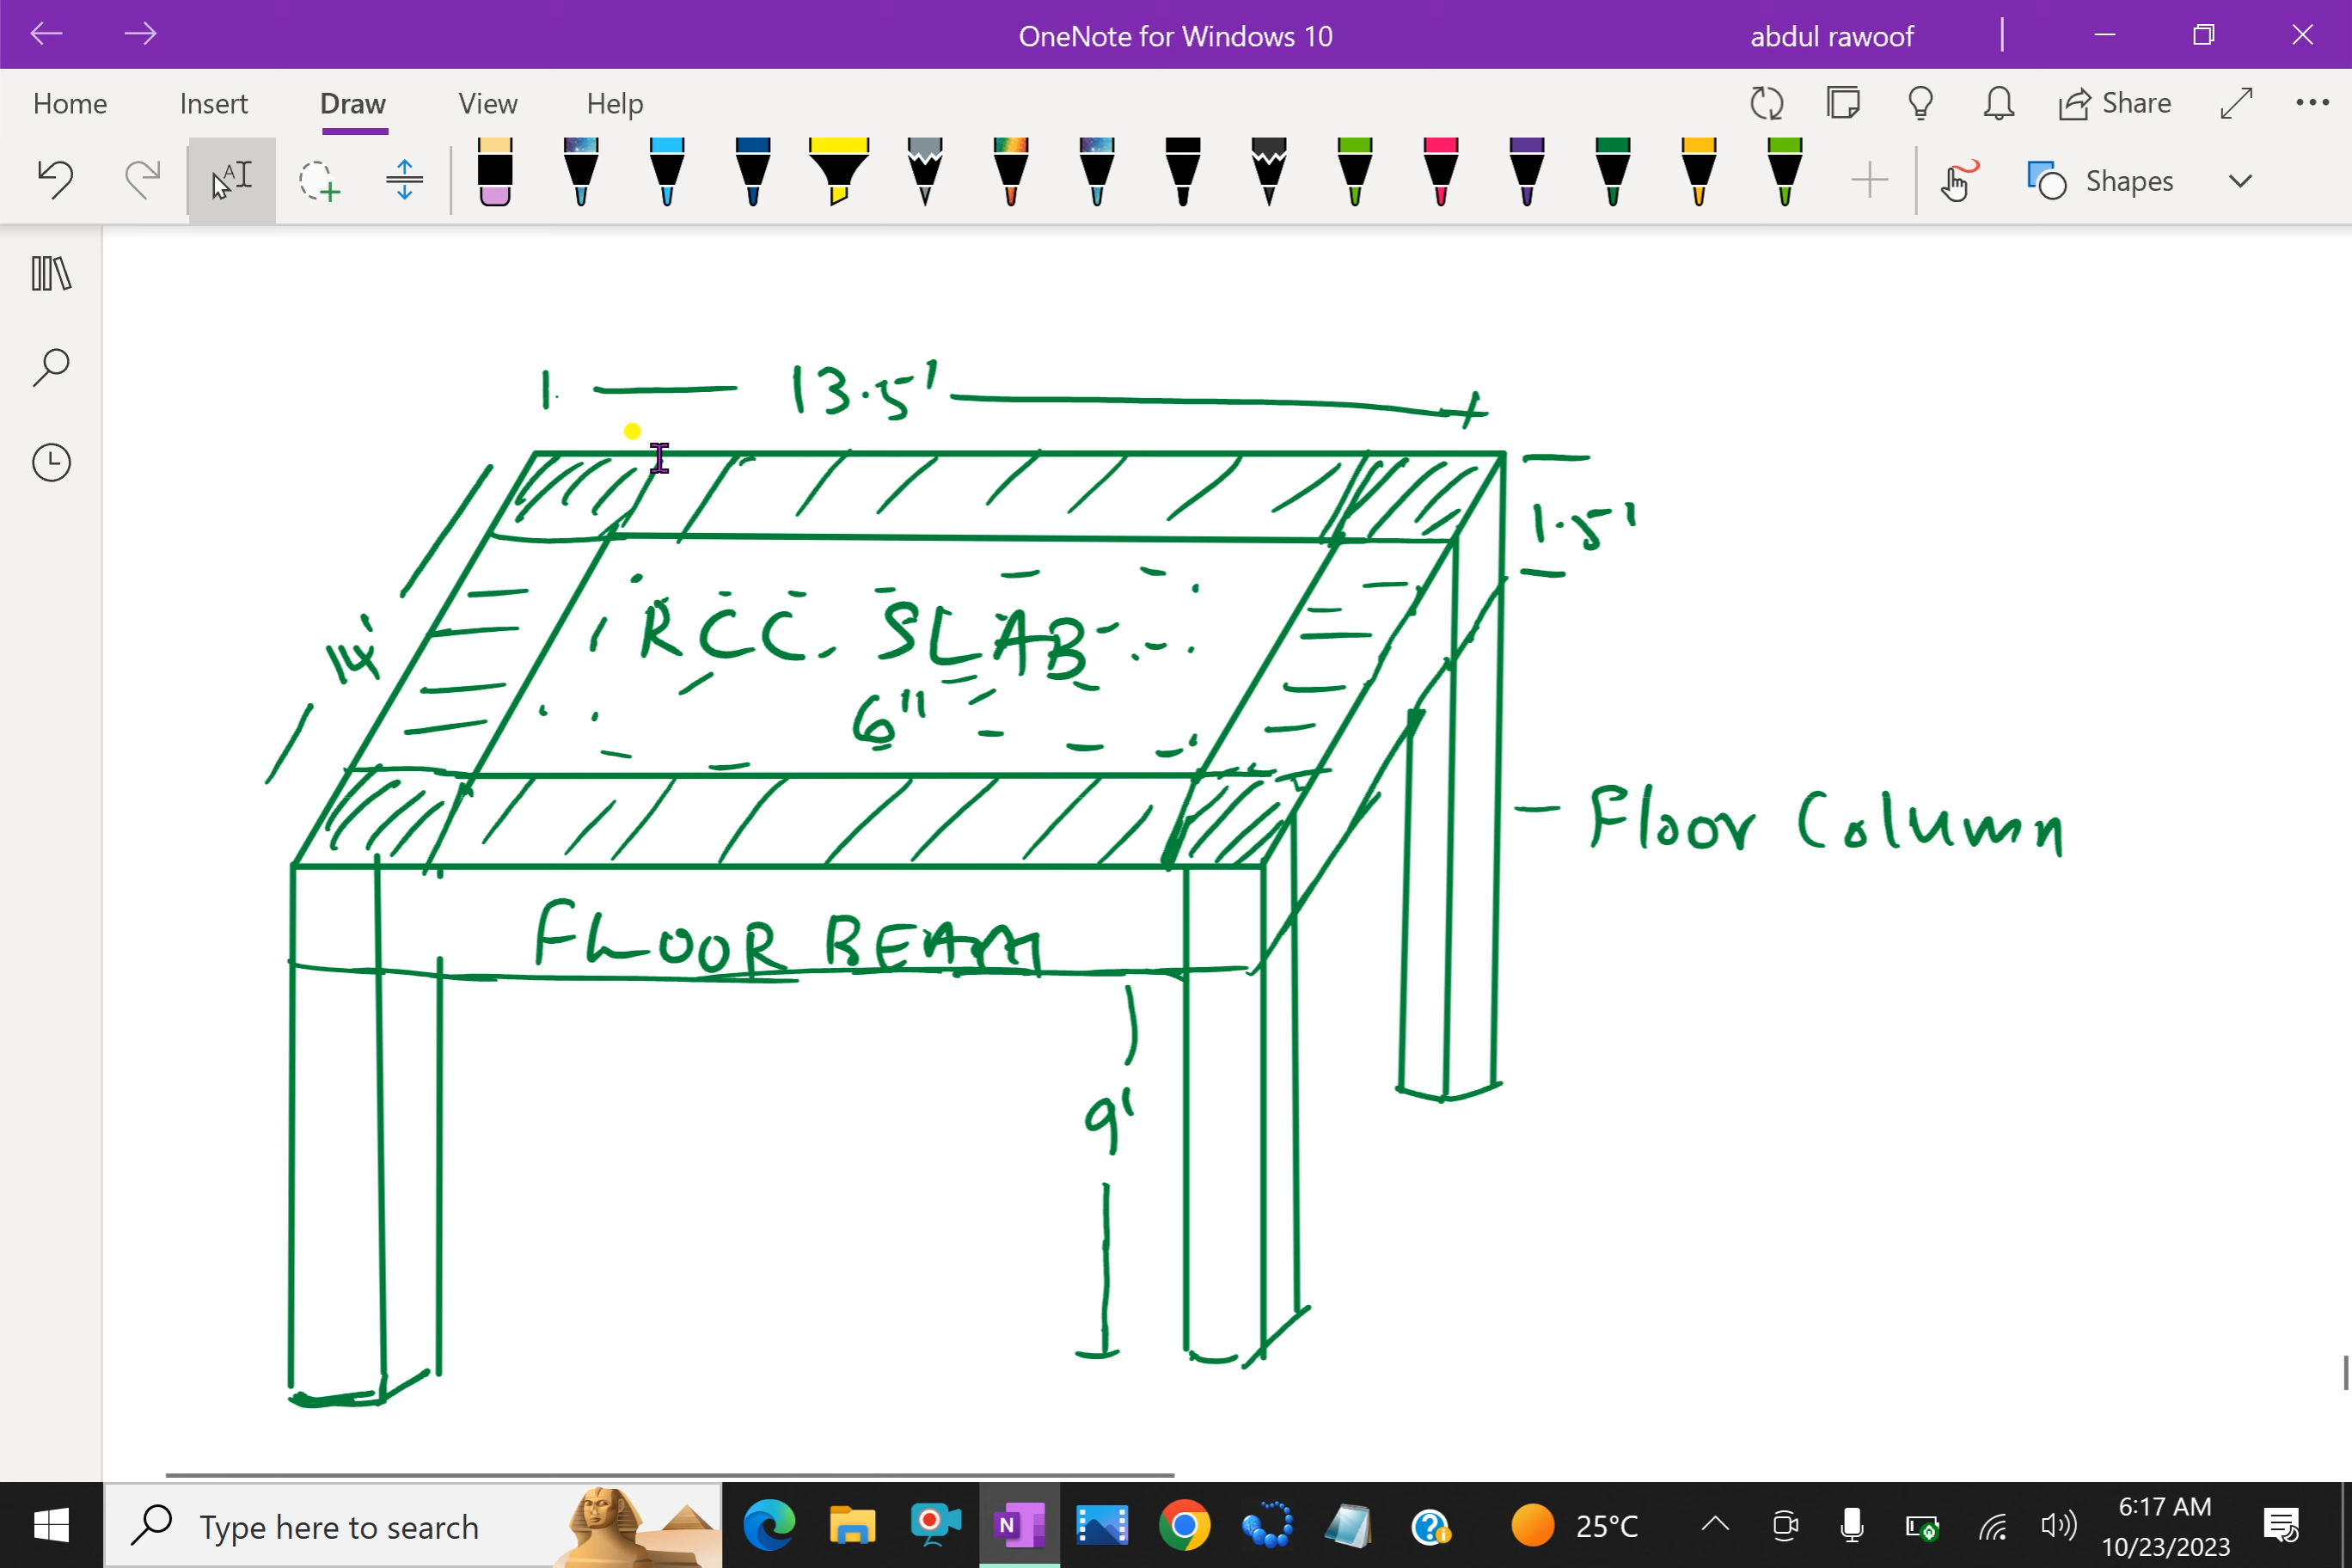 OneNote for Windows 10
abdul rawoof
Home Insert Draw View Help
Share
Shapes
13.5'
1.5'
14'
RCC. SLAB
6"
Floor Column
FLOOR BEAM
9'
Type here to search
25°C
6:17 AM
10/23/2023